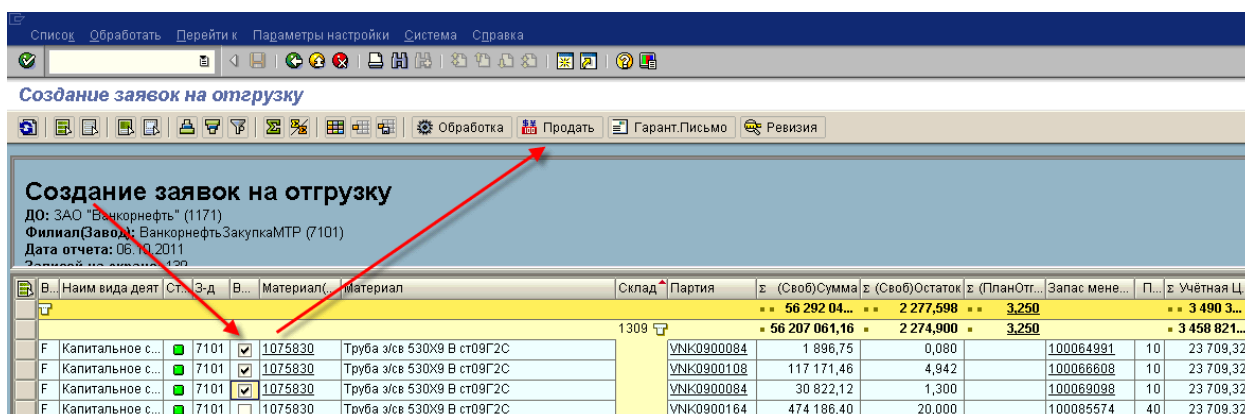 Список Обработать Перейти к Параметры настройки Система Справка
Создание заявок на отгрузку
Обработка Продать Гарант.Письмо Ревизия
Создание заявок на отгрузку
ДО: ЗАО "Ванкорнефть" (1171)
Филиал(Завод): ВанкорнефтьЗакупкаМТР (7101)
Дата отчета: 06.10.2011
Записей на экране: 139
В... Наим вида деят Ст... З-д В... Материал(... Материал Склад Партия Σ (Своб)Сумма Σ (Своб)Остаток Σ (ПланОтг... Запас мене... П... Σ Учётная Ц.
56 292 04... 2 277,598 3,250 3 490 3...
1309 56 207 061,16 2 274,900 3,250 3 458 821...
F Капитальное с... 7101 1075830 Труба э/св 530Х9 В ст09Г2С VNK0900084 1 896,75 0,080 100064991 10 23 709,32
F Капитальное с... 7101 1075830 Труба э/св 530Х9 В ст09Г2С VNK0900108 117 171,46 4,942 100066608 10 23 709,32
F Капитальное с... 7101 1075830 Труба э/св 530Х9 В ст09Г2С VNK0900084 30 822,12 1,300 100069098 10 23 709,32
F Капитальное с... 7101 1075830 Труба э/св 530Х9 В ст09Г2С VNK0900164 474 186,40 20,000 100085574 40 23 709,32